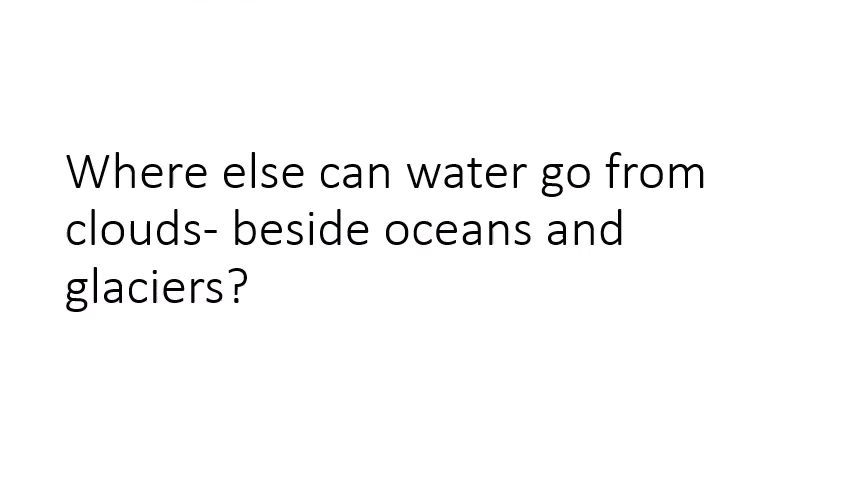 Where else can water go from
clouds- beside oceans and
glaciers?